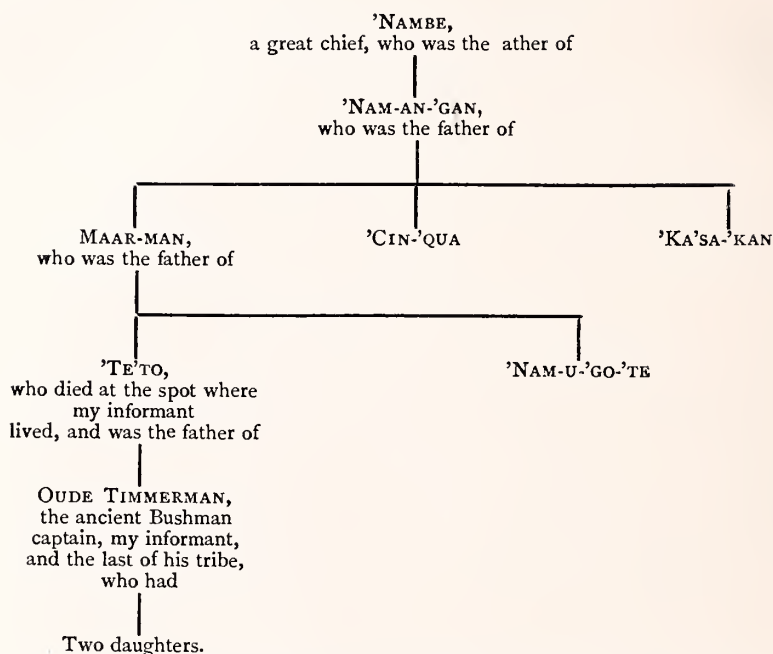 'NAMBE,
a great chief, who was the ather of
'NAM-AN-'GAN,
who was the father of
MAAR-MAN,
who was the father of
'CIN-'QUA
'KA'SA-'KAN
'TE'TO,
who died at the spot where
my informant
lived, and was the father of
'NAM-U-'GO-'TE
OUDE TIMMERMAN,
the ancient Bushman
captain, my informant,
and the last of his tribe,
who had
Two daughters.